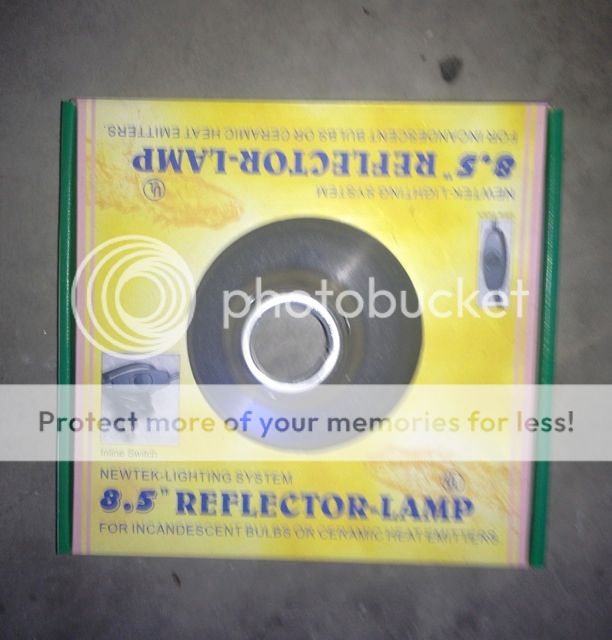 FOR INCANDESCENT BULBS OR CERAMIC HEAT EMITTERS.
8.5" REFLECTOR-LAMP
UL
NEWTEK-LIGHTING SYSTEM
photobucket
Protect more of your memories for less!
Inline Switch
NEWTEK-LIGHTING SYSTEM
UL
8.5" REFLECTOR-LAMP
FOR INCANDESCENT BULBS OR CERAMIC HEAT EMITTERS.